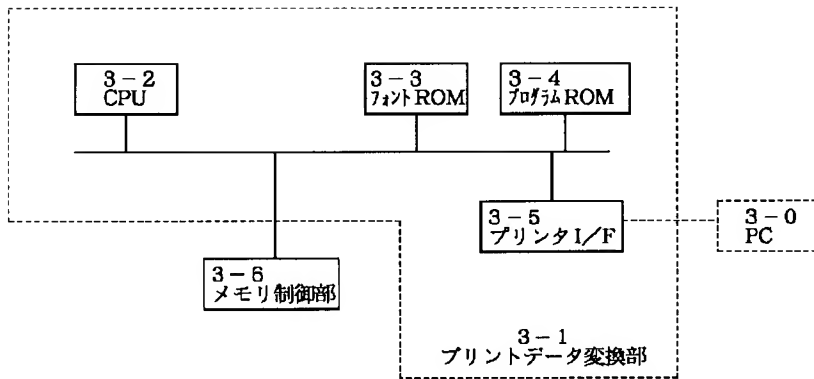 3-2
CPU
3-3
フォントROM
3-4
プログラムROM
3-5
プリンタI/F
3-0
PC
3-6
メモリ制御部
3-1
プリントデータ変換部